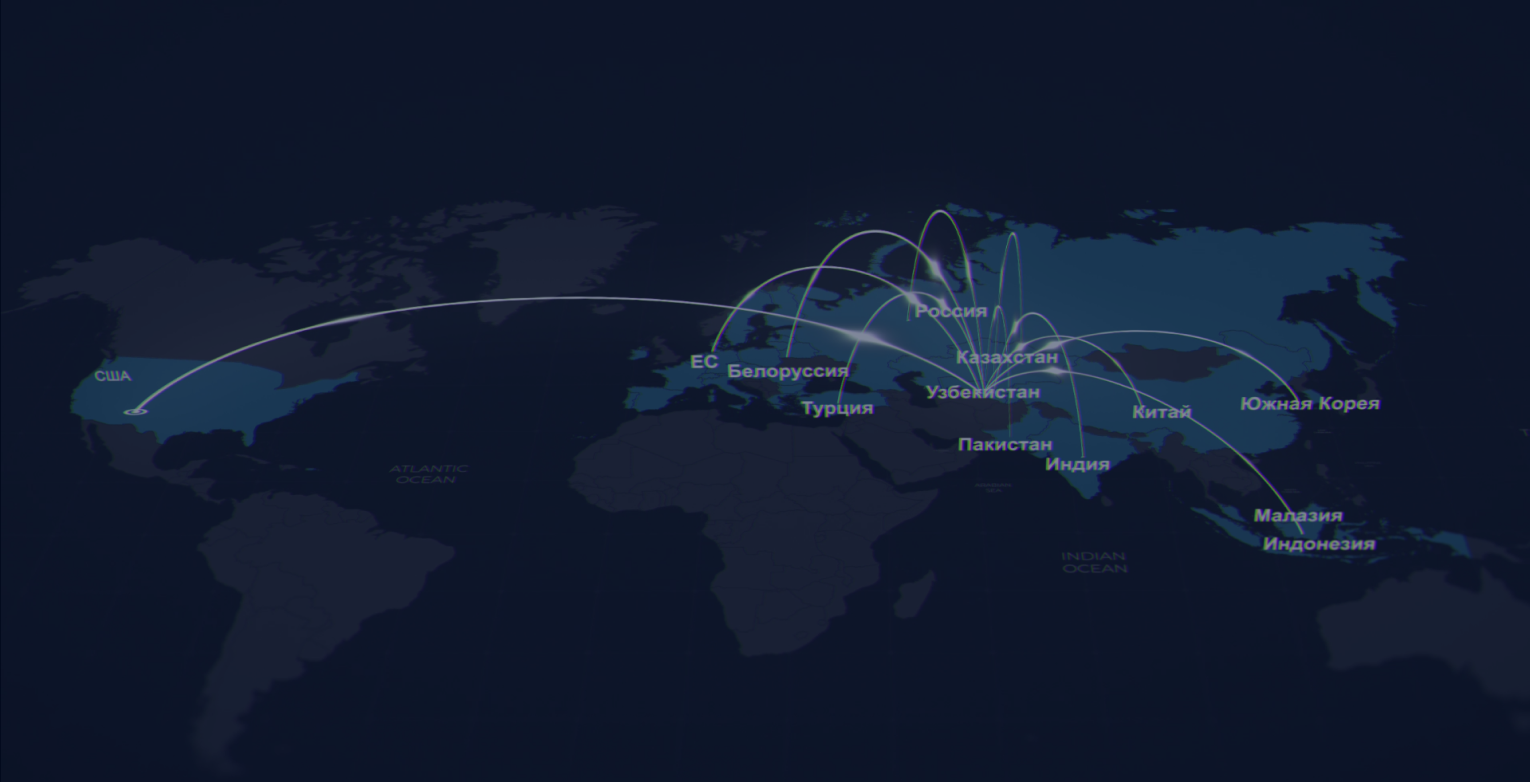 Россия
Казахстан
ЕС
Белоруссия
США
Узбекистан
Турция
Китай
Южная Корея
Пакистан
Индия
ATLANTIC
OCEAN
Малазия
Индонезия
INDIAN
OCEAN